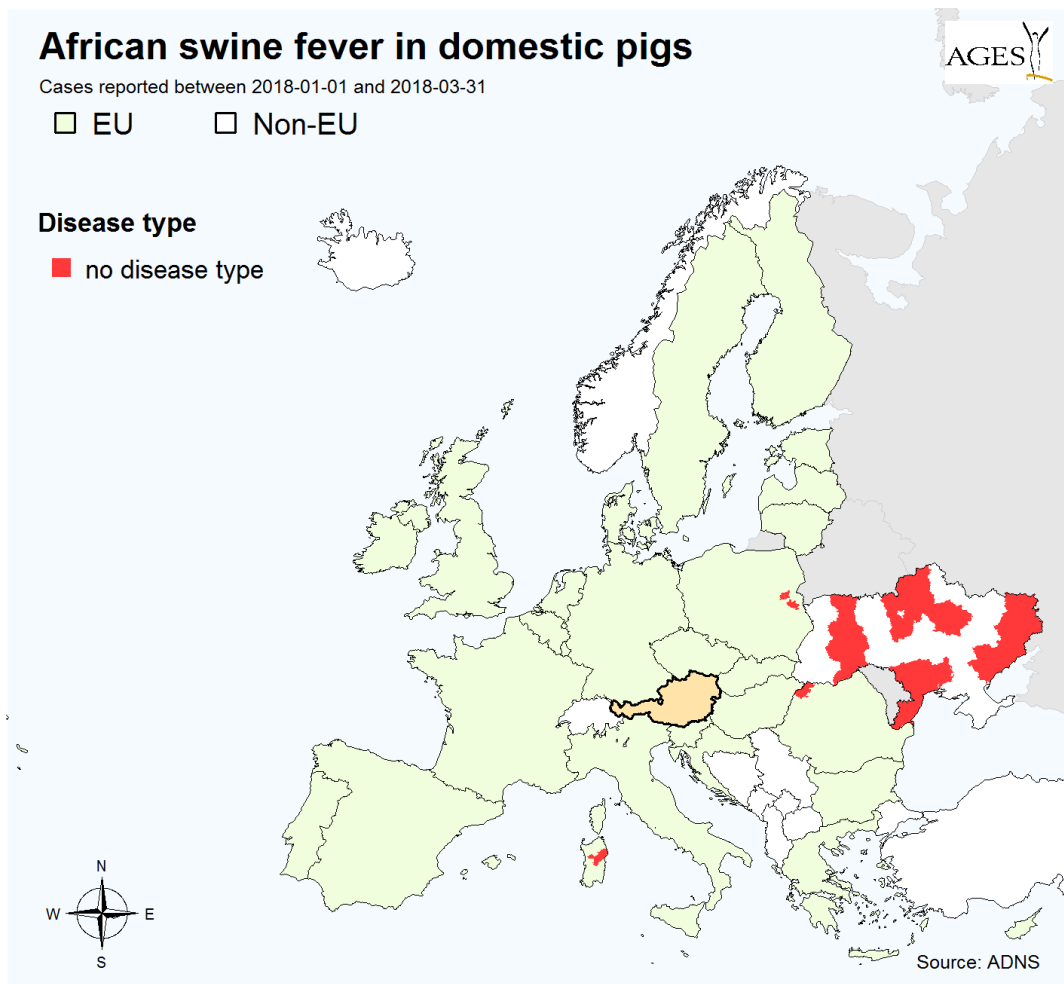 African swine fever in domestic pigs
AGES
Cases reported between 2018-01-01 and 2018-03-31
EU
Non-EU
Disease type
no disease type
N
W
E
S
Source: ADNS